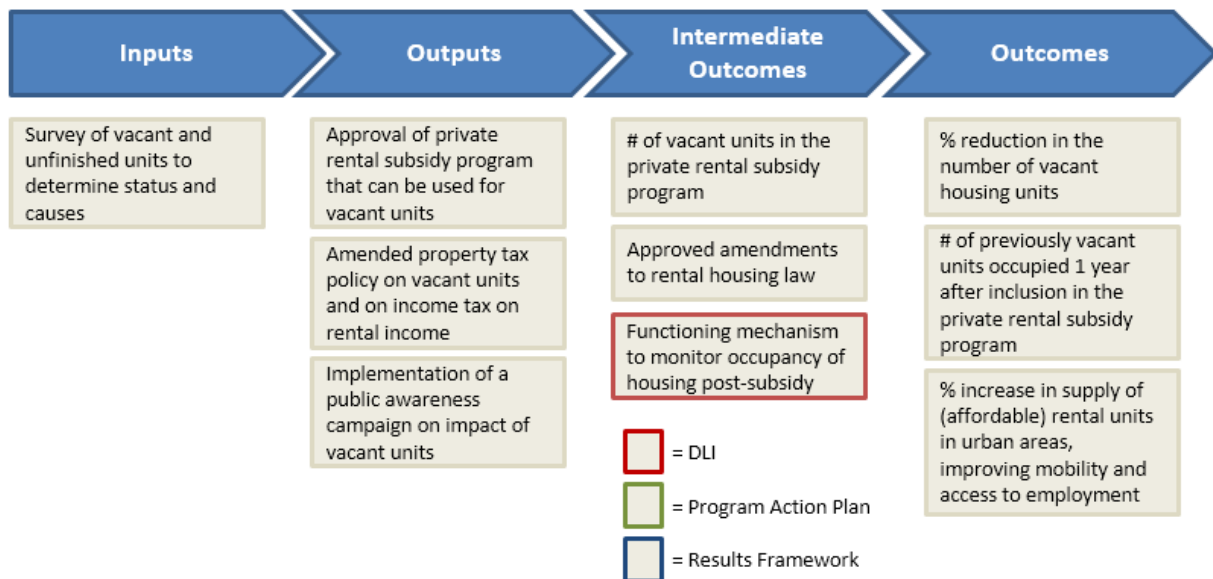 Inputs
Outputs
Intermediate
Outcomes
Outcomes
Survey of vacant and
unfinished units to
determine status and
causes
Approval of private
rental subsidy program
that can be used for
vacant units
Amended property tax
policy on vacant units
and on income tax on
rental income
Implementation of a
public awareness
campaign on impact of
vacant units
# of vacant units in the
private rental subsidy
program
Approved amendments
to rental housing law
Functioning mechanism
to monitor occupancy of
housing post-subsidy
= DLI
= Program Action Plan
= Results Framework
% reduction in the
number of vacant
housing units
# of previously vacant
units occupied 1 year
after inclusion in the
private rental subsidy
program
% increase in supply of
(affordable) rental units
in urban areas,
improving mobility and
access to employment